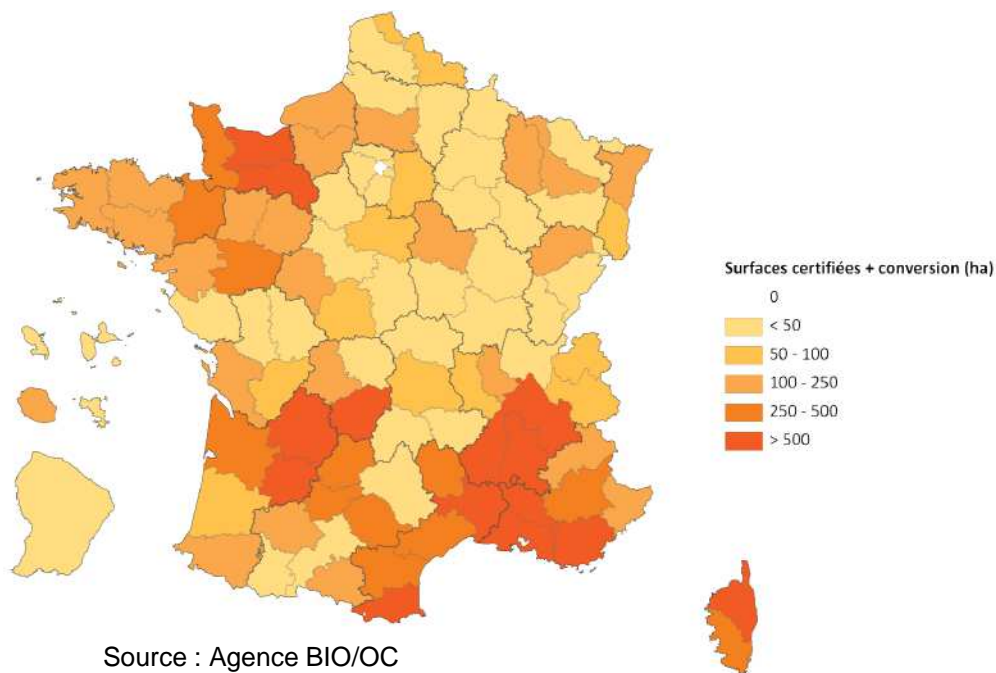 Surfaces certifiées + conversion (ha)
0
< 50
50 - 100
100 - 250
250 - 500
> 500
Source : Agence BIO/OC